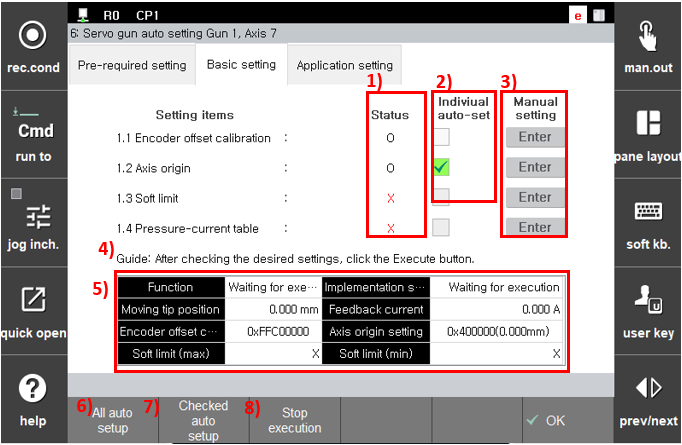 R0 CP1
e
6: Servo gun auto setting Gun 1, Axis 7
rec.cond
Cmd
run to
jog inch.
quick open
help
Pre-required setting
Basic setting
Application setting
1)
2)
3)
Setting items
Status
Indiviual
auto-set
Manual
setting
1.1 Encoder offset calibration : O Enter
1.2 Axis origin : O Enter
1.3 Soft limit : X Enter
1.4 Pressure-current table : X Enter
4)
Guide: After checking the desired settings, click the Execute button.
5)
Function Waiting for exe··· Implementation s··· Waiting for execution
Moving tip position 0.000 mm Feedback current 0.000 A
Encoder offset c··· 0xFFC00000 Axis origin setting 0x400000(0.000mm)
Soft limit (max) X Soft limit (min) X
6)
All auto
setup
7)
Checked
auto
setup
8)
Stop
execution
OK
man.out
pane layout
soft kb.
U
user key
prev/next